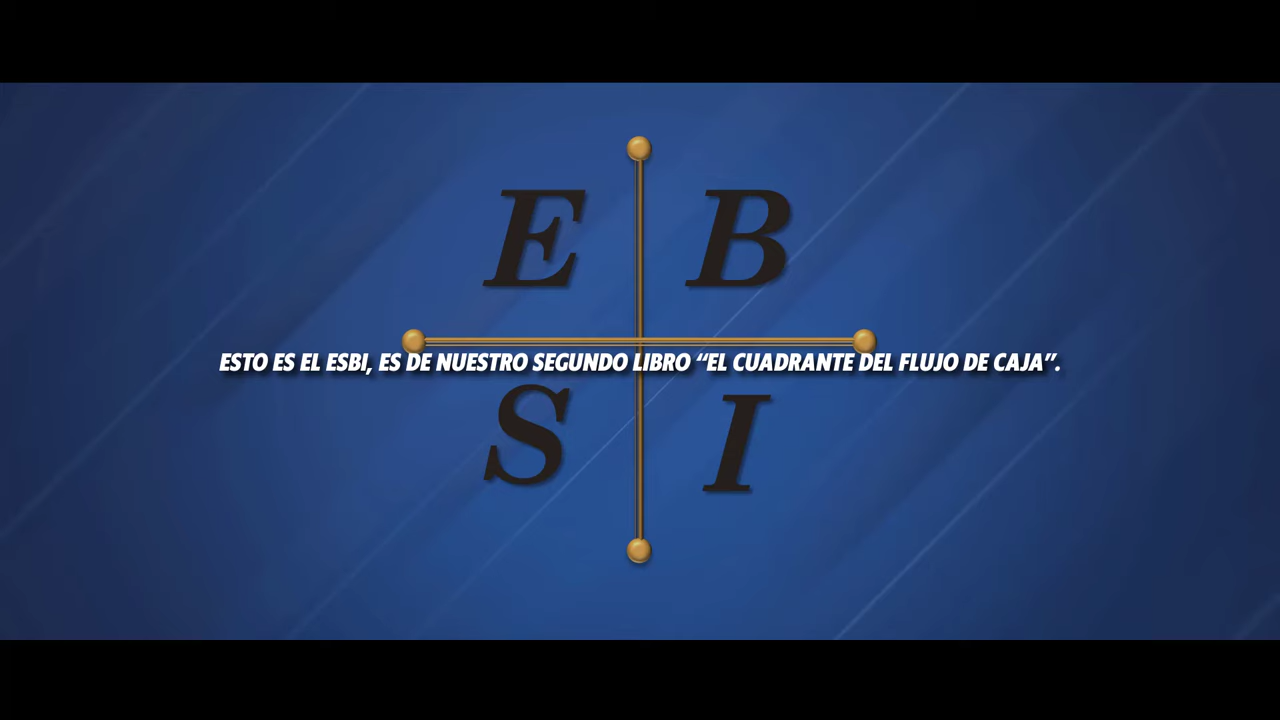 E B
ESTO ES EL ESBI, ES DE NUESTRO SEGUNDO LIBRO “EL CUADRANTE DEL FLUJO DE CAJA”.
S I